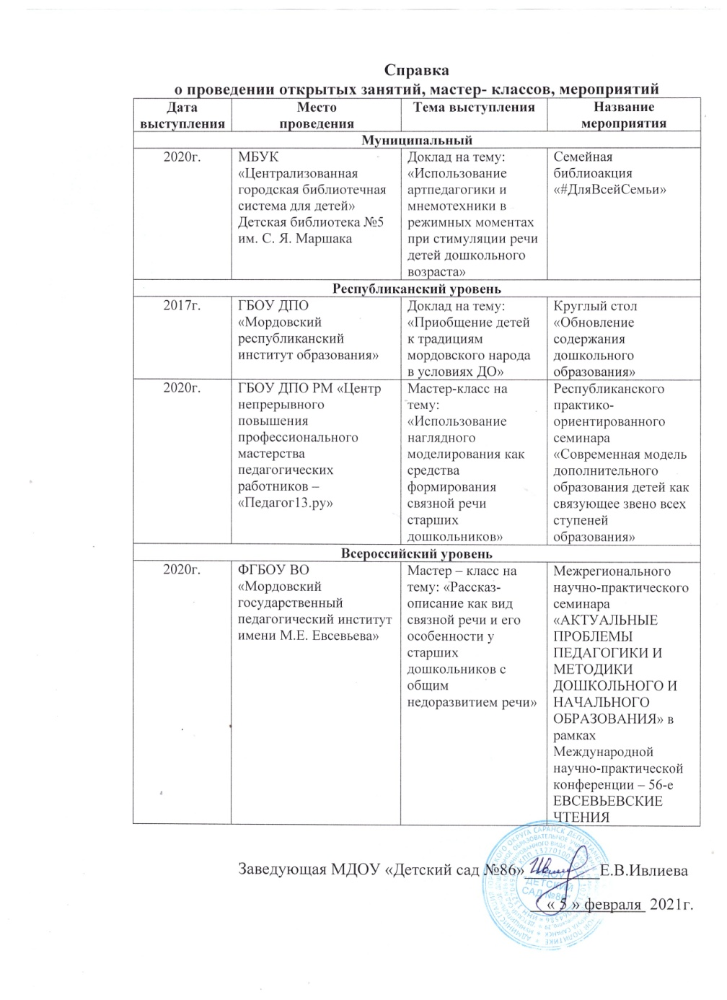 Справка
о проведении открытых занятий, мастер- классов, мероприятий
Дата
выступления
Место
проведения
Тема выступления
Название
мероприятия
Муниципальный
2020г.
МБУК
«Централизованная
городская библиотечная
система для детей»
Детская библиотека №5
им. С. Я. Маршака
Доклад на тему:
«Использование
артпедагогики и
мнемотехники в
режимных моментах
при стимуляции речи
детей дошкольного
возраста»
Семейная
библиоакция
«#ДляВсейСемьи»
Республиканский уровень
2017г.
ГБОУ ДПО
«Мордовский
республиканский
институт образования»
Доклад на тему:
«Приобщение детей
к традициям
мордовского народа
в условиях ДО»
Круглый стол
«Обновление
содержания
дошкольного
образования»
2020г.
ГБОУ ДПО РМ «Центр
непрерывного
повышения
профессионального
мастерства
педагогических
работников –
«Педагог13.ру»
Мастер-класс на
тему:
«Использование
наглядного
моделирования как
средства
формирования
связной речи
старших
дошкольников»
Республиканского
практико-
ориентированного
семинара
«Современная модель
дополнительного
образования детей как
связующее звено всех
ступеней
образования»
Всероссийский уровень
2020г.
ФГБОУ ВО
«Мордовский
государственный
педагогический институт
имени М.Е. Евсевьева»
Мастер – класс на
тему: «Рассказ-
описание как вид
связной речи и его
особенности у
старших
дошкольников с
общим
недоразвитием речи»
Межрегионального
научно-практического
семинара
«АКТУАЛЬНЫЕ
ПРОБЛЕМЫ
ПЕДАГОГИКИ И
МЕТОДИКИ
ДОШКОЛЬНОГО И
НАЧАЛЬНОГО
ОБРАЗОВАНИЯ» в
рамках
Международной
научно-практической
конференции – 56-е
ЕВСЕВЬЕВСКИЕ
ЧТЕНИЯ
Заведующая МДОУ «Детский сад №86» Е.В.Ивлиева
« 5 » февраля 2021г.
ДЕТСКИЙ
САД №86"